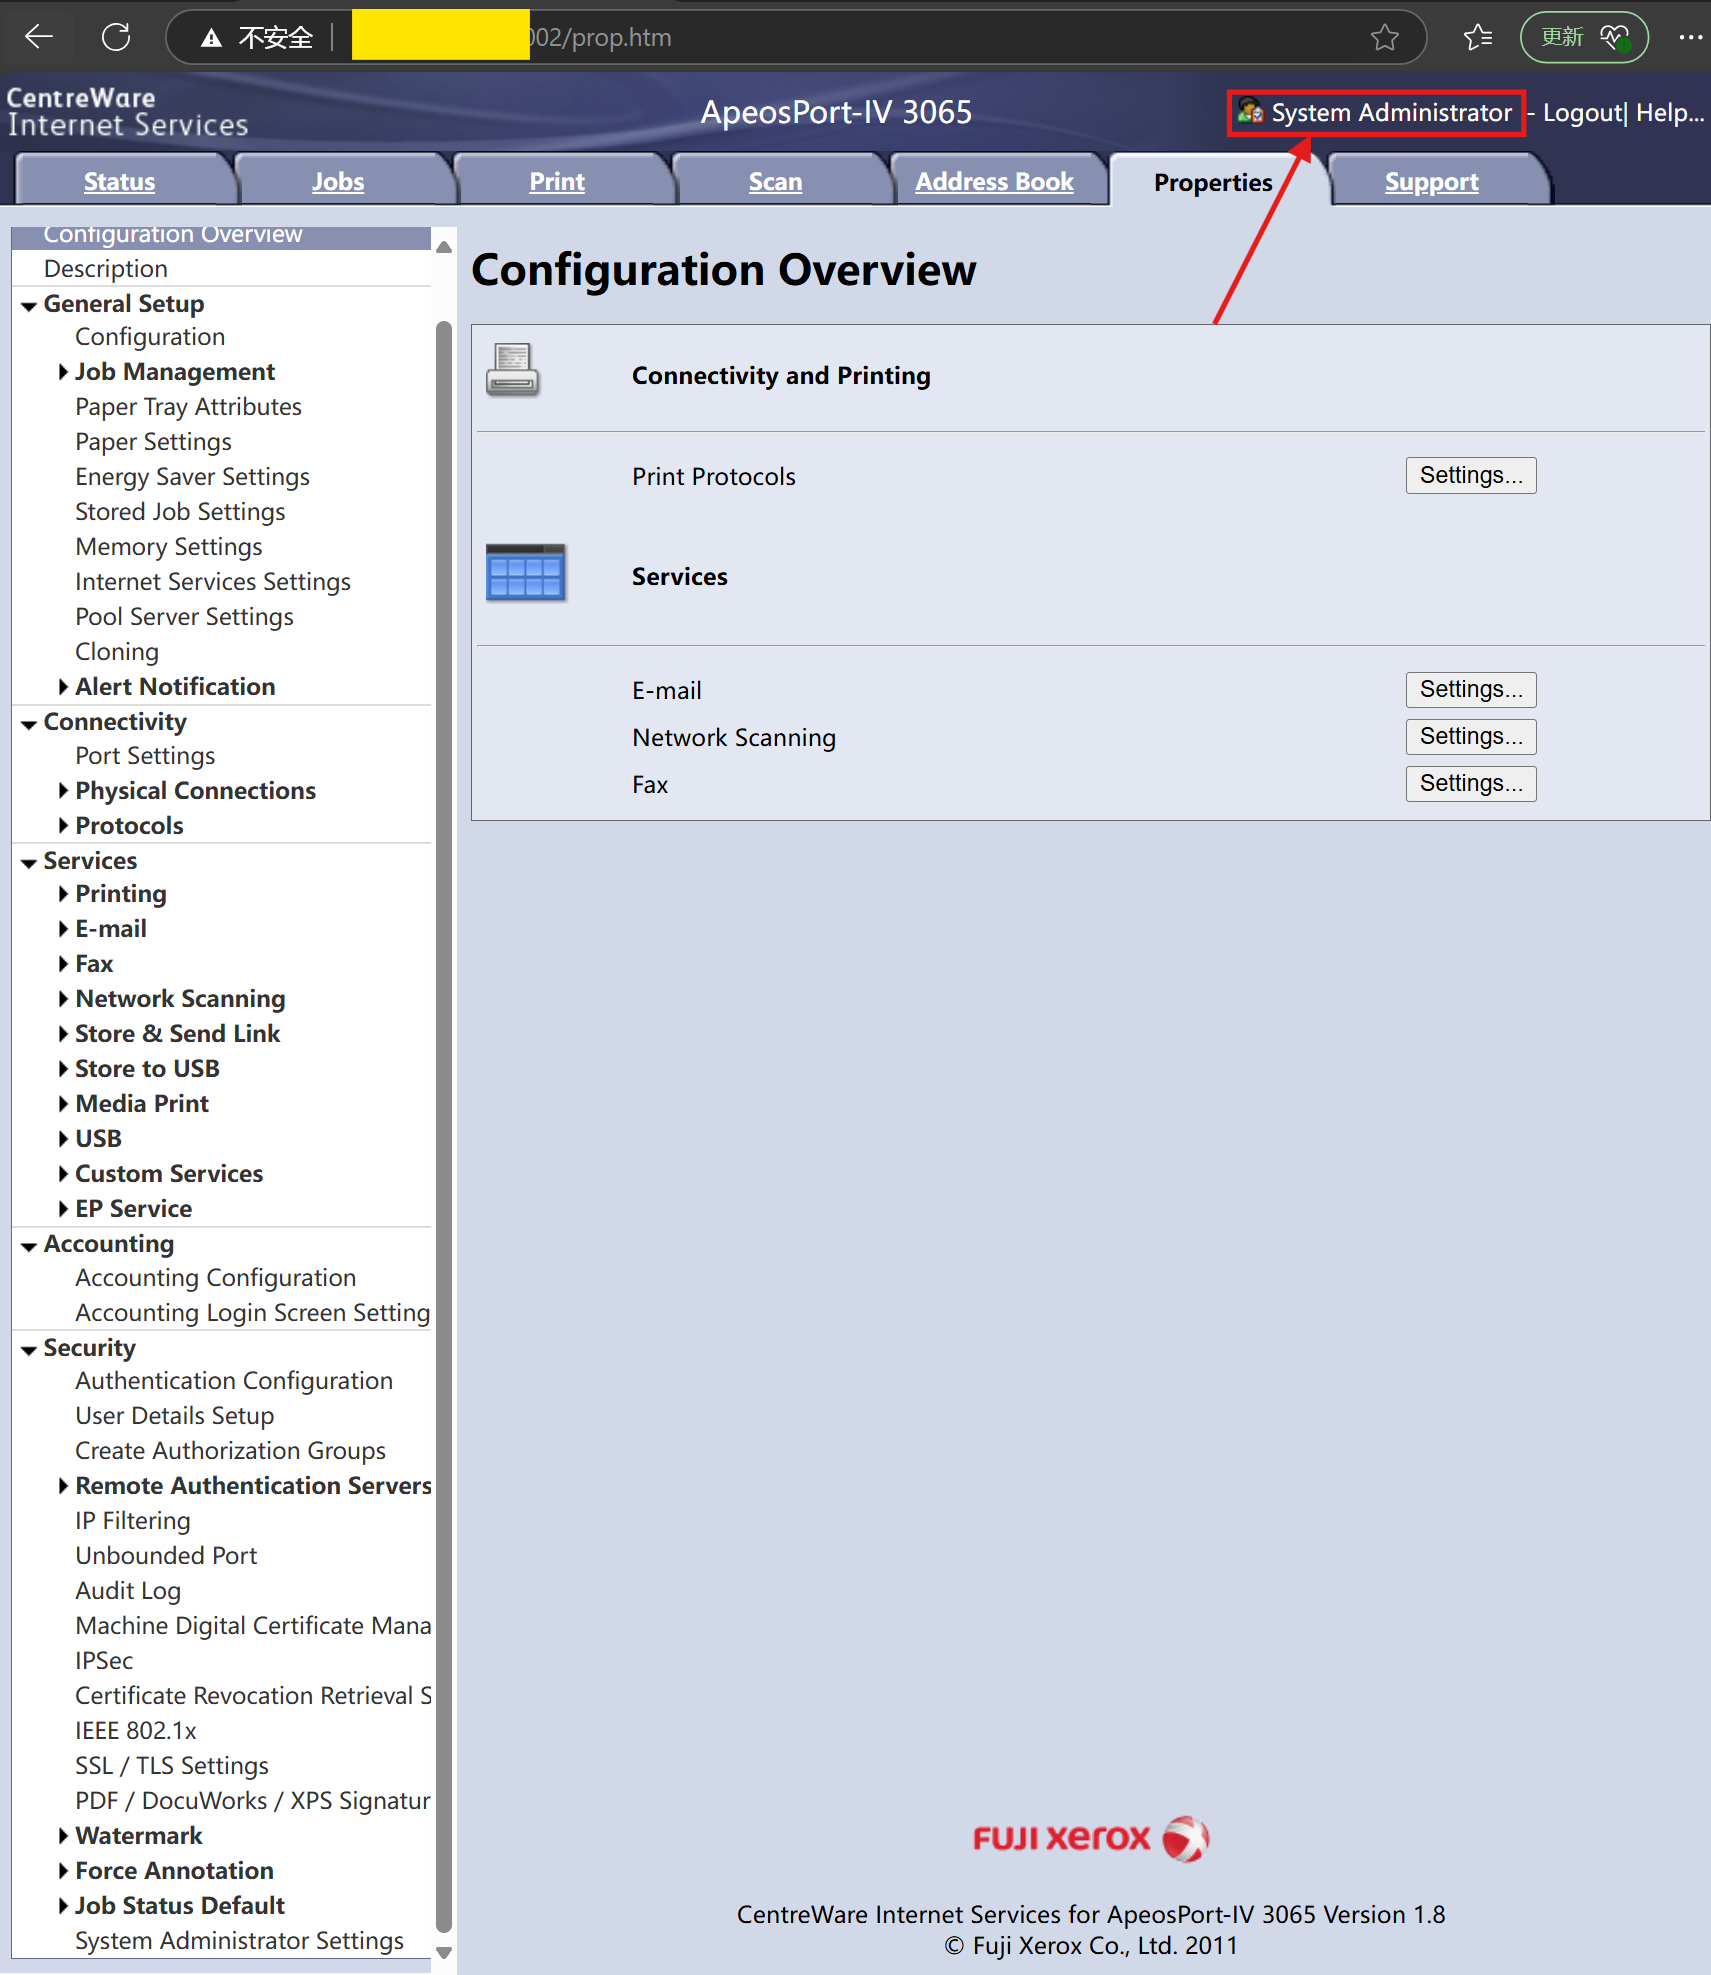 不安全
002/prop.htm
更新
CentreWare
Internet Services
ApeosPort-IV 3065
System Administrator - Logout| Help...
Status
Jobs
Print
Scan
Address Book
Properties
Support
Configuration Overview
Description
General Setup
Configuration
Job Management
Paper Tray Attributes
Paper Settings
Energy Saver Settings
Stored Job Settings
Memory Settings
Internet Services Settings
Pool Server Settings
Cloning
Alert Notification
Connectivity
Port Settings
Physical Connections
Protocols
Services
Printing
E-mail
Fax
Network Scanning
Store & Send Link
Store to USB
Media Print
USB
Custom Services
EP Service
Accounting
Accounting Configuration
Accounting Login Screen Setting
Security
Authentication Configuration
User Details Setup
Create Authorization Groups
Remote Authentication Servers
IP Filtering
Unbounded Port
Audit Log
Machine Digital Certificate Mana
IPSec
Certificate Revocation Retrieval S
IEEE 802.1x
SSL / TLS Settings
PDF / DocuWorks / XPS Signatur
Watermark
Force Annotation
Job Status Default
System Administrator Settings
Configuration Overview
Connectivity and Printing
Print Protocols
Settings...
Services
E-mail
Settings...
Network Scanning
Settings...
Fax
Settings...
FUJI xerox
CentreWare Internet Services for ApeosPort-IV 3065 Version 1.8
© Fuji Xerox Co., Ltd. 2011